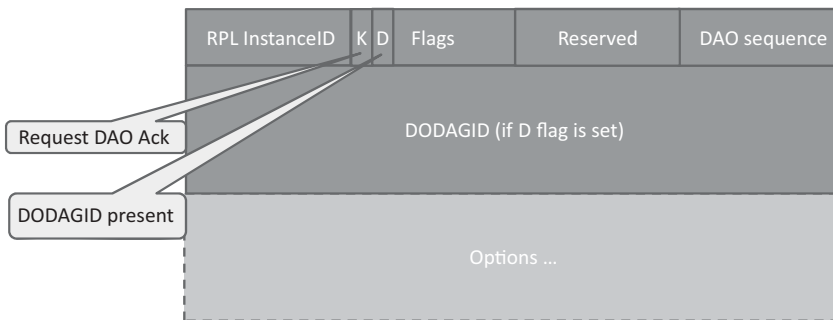 RPL InstanceID K D Flags Reserved DAO sequence
Request DAO Ack
DODAGID (if D flag is set)
DODAGID present
Options ...